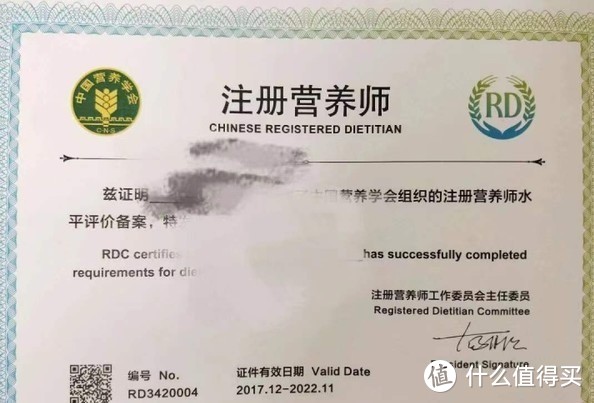 中国营养学会
C·N·S
注册营养师
CHINESE REGISTERED DIETITIAN
RD
兹证明
中国营养学会组织的注册营养师水
平评价备案，特
RDC certifies
has successfully completed
requirements for die
注册营养师工作委员会主任委员
Registered Dietitian Committee
President Signature
编号 No.
RD3420004
证件有效日期 Valid Date
2017.12-2022.11
值 什么值得买